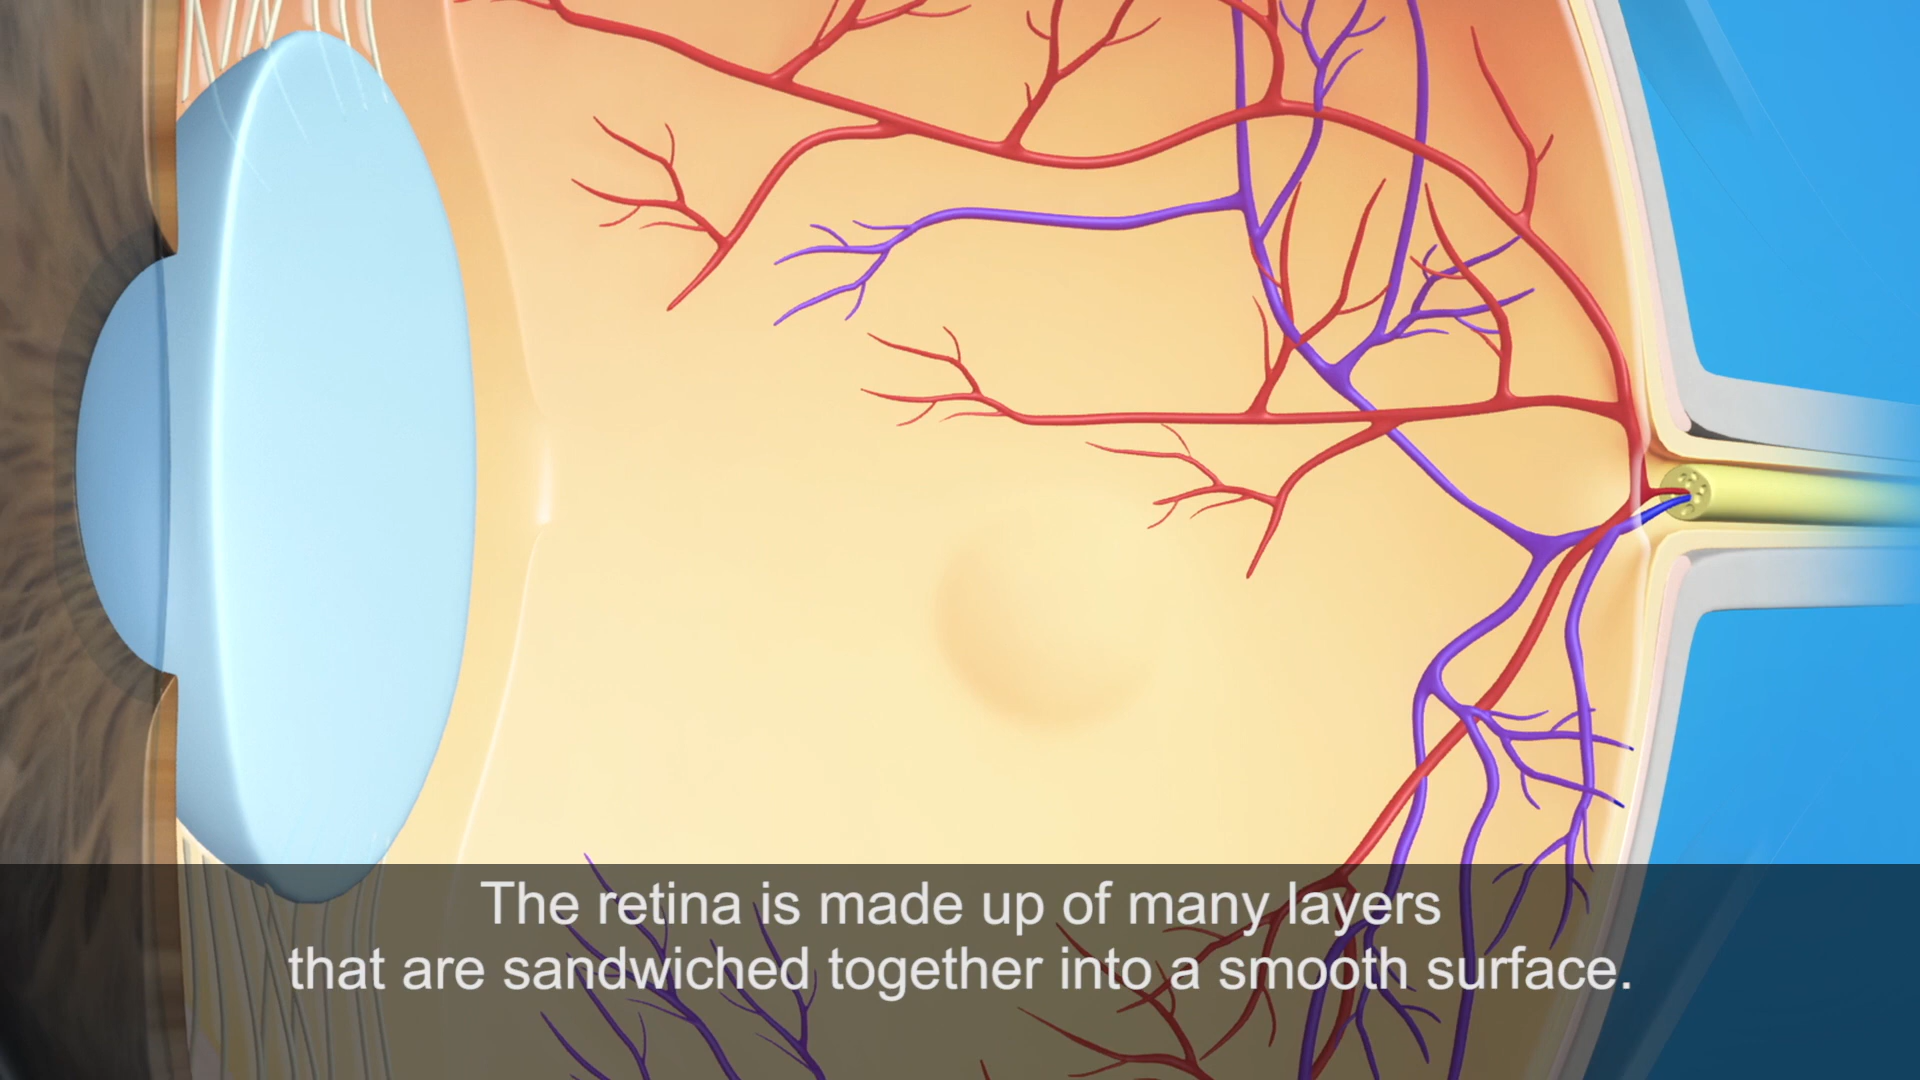 The retina is made up of many layers
that are sandwiched together into a smooth surface.